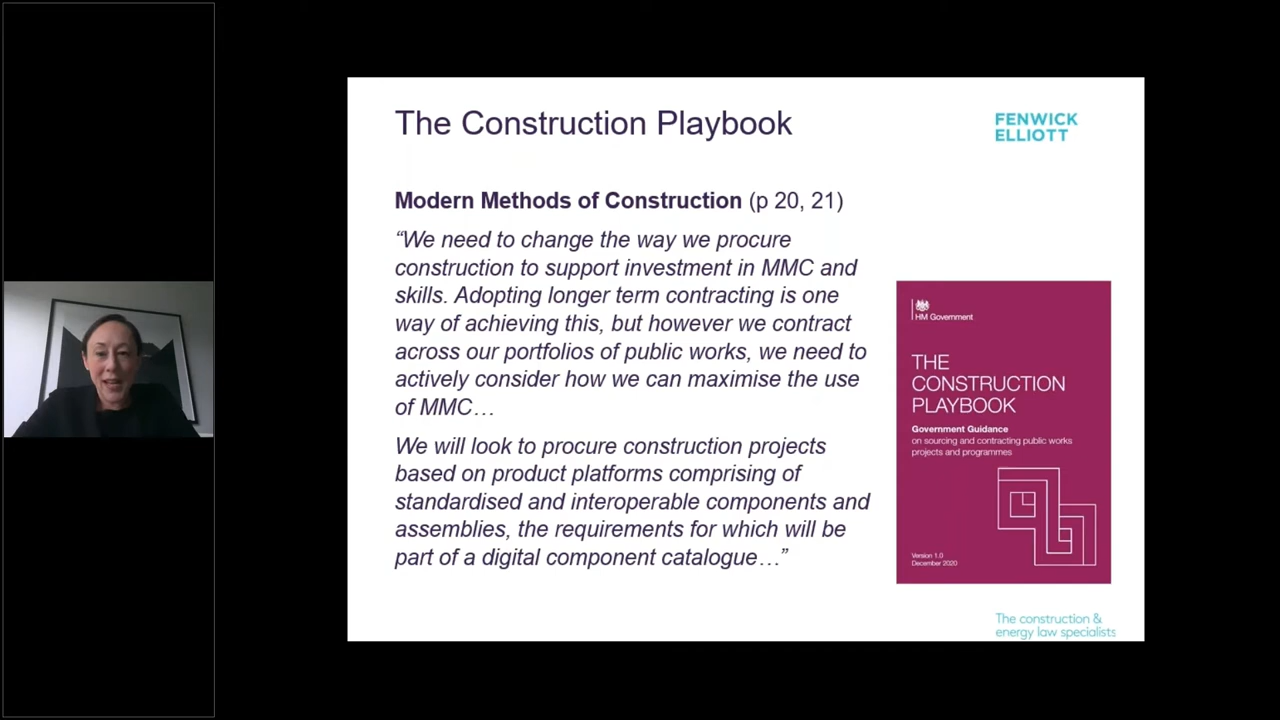 The Construction Playbook
FENWICK
ELLIOTT
Modern Methods of Construction (p 20, 21)
“We need to change the way we procure
construction to support investment in MMC and
skills. Adopting longer term contracting is one
way of achieving this, but however we contract
across our portfolios of public works, we need to
actively consider how we can maximise the use
of MMC…
We will look to procure construction projects
based on product platforms comprising of
standardised and interoperable components and
assemblies, the requirements for which will be
part of a digital component catalogue…”
HM Government
THE
CONSTRUCTION
PLAYBOOK
Government Guidance
on sourcing and contracting public works
projects and programmes
Version 1.0
December 2020
The construction &
energy law specialists